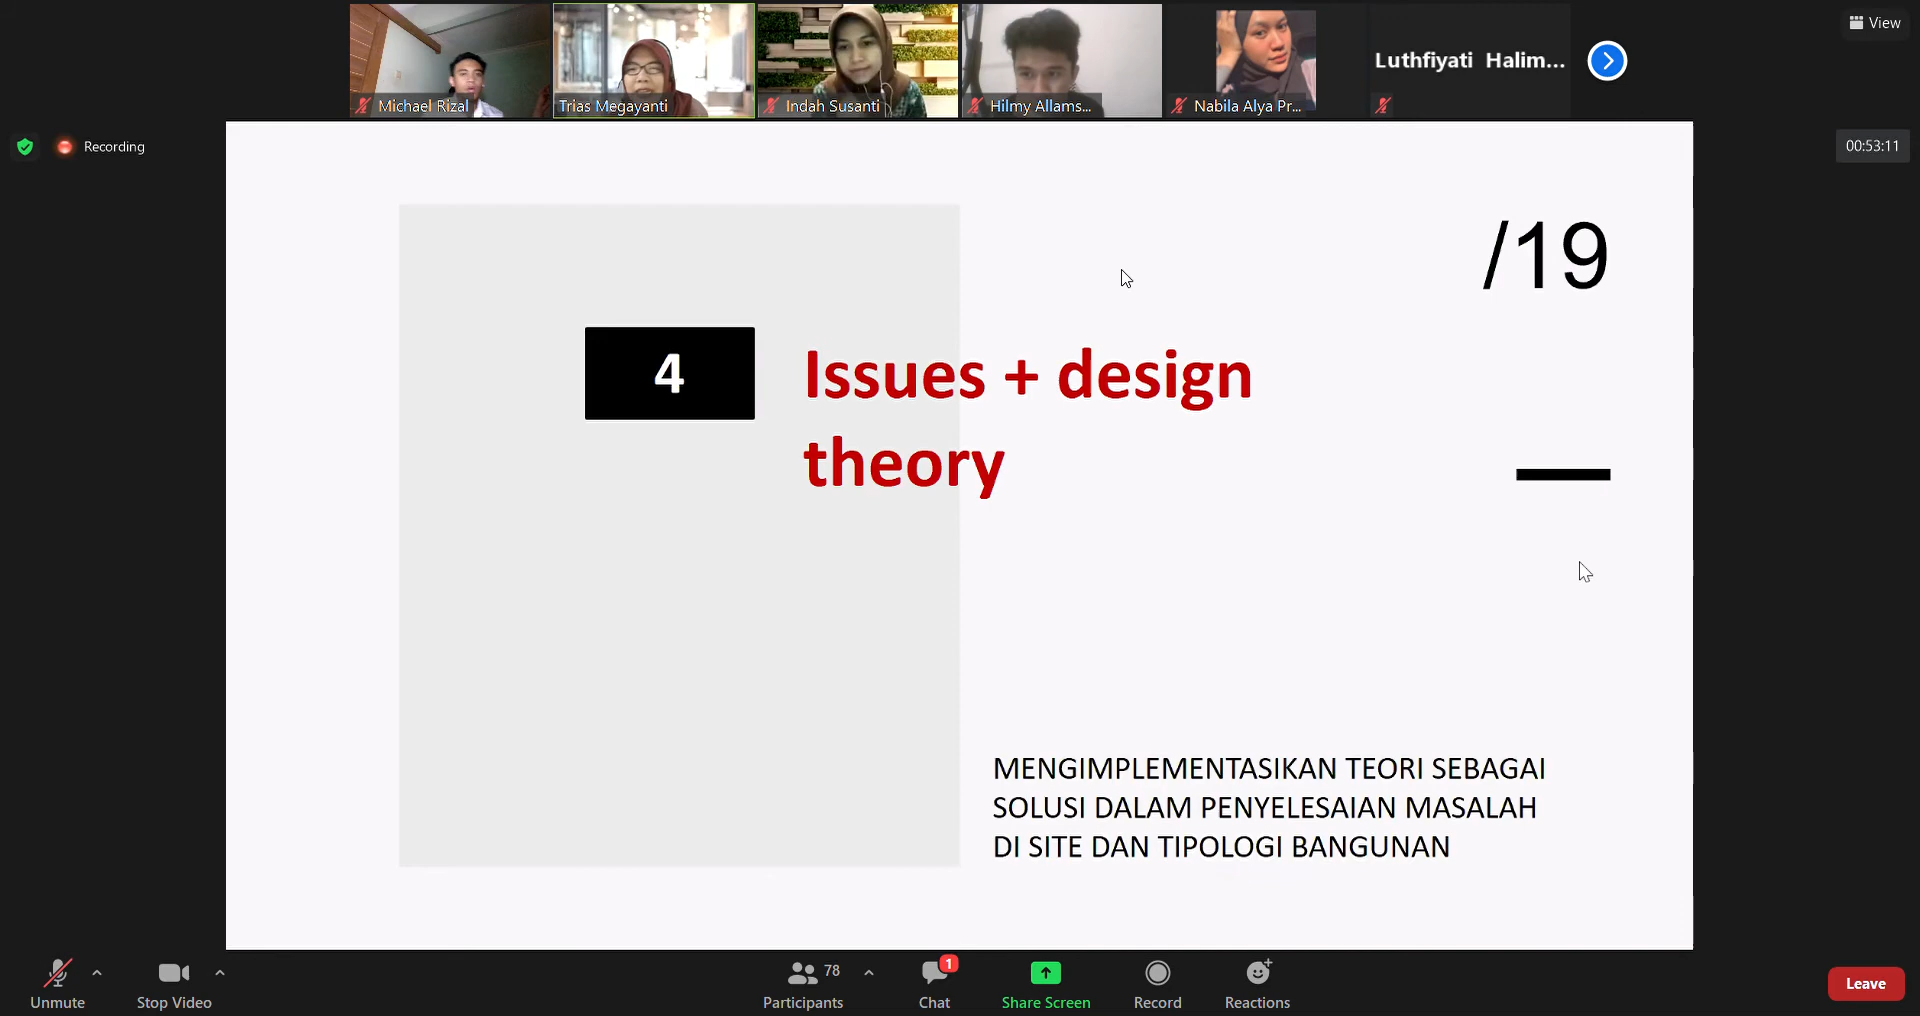 View
Michael Rizal
Trias Megayanti
Indah Susanti
Hilmy Allams...
Nabila Alya Pr...
Luthfiyati Halim...
Recording
00:53:11
/19
4
Issues + design
theory
MENGIMPLEMENTASIKAN TEORI SEBAGAI
SOLUSI DALAM PENYELESAIAN MASALAH
DI SITE DAN TIPOLOGI BANGUNAN
Unmute
Stop Video
78
Participants
1
Chat
Share Screen
Record
Reactions
Leave